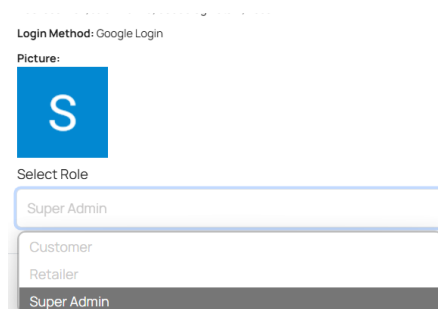 Login Method: Google Login
Picture:
S
Select Role
Super Admin
Customer
Retailer
Super Admin